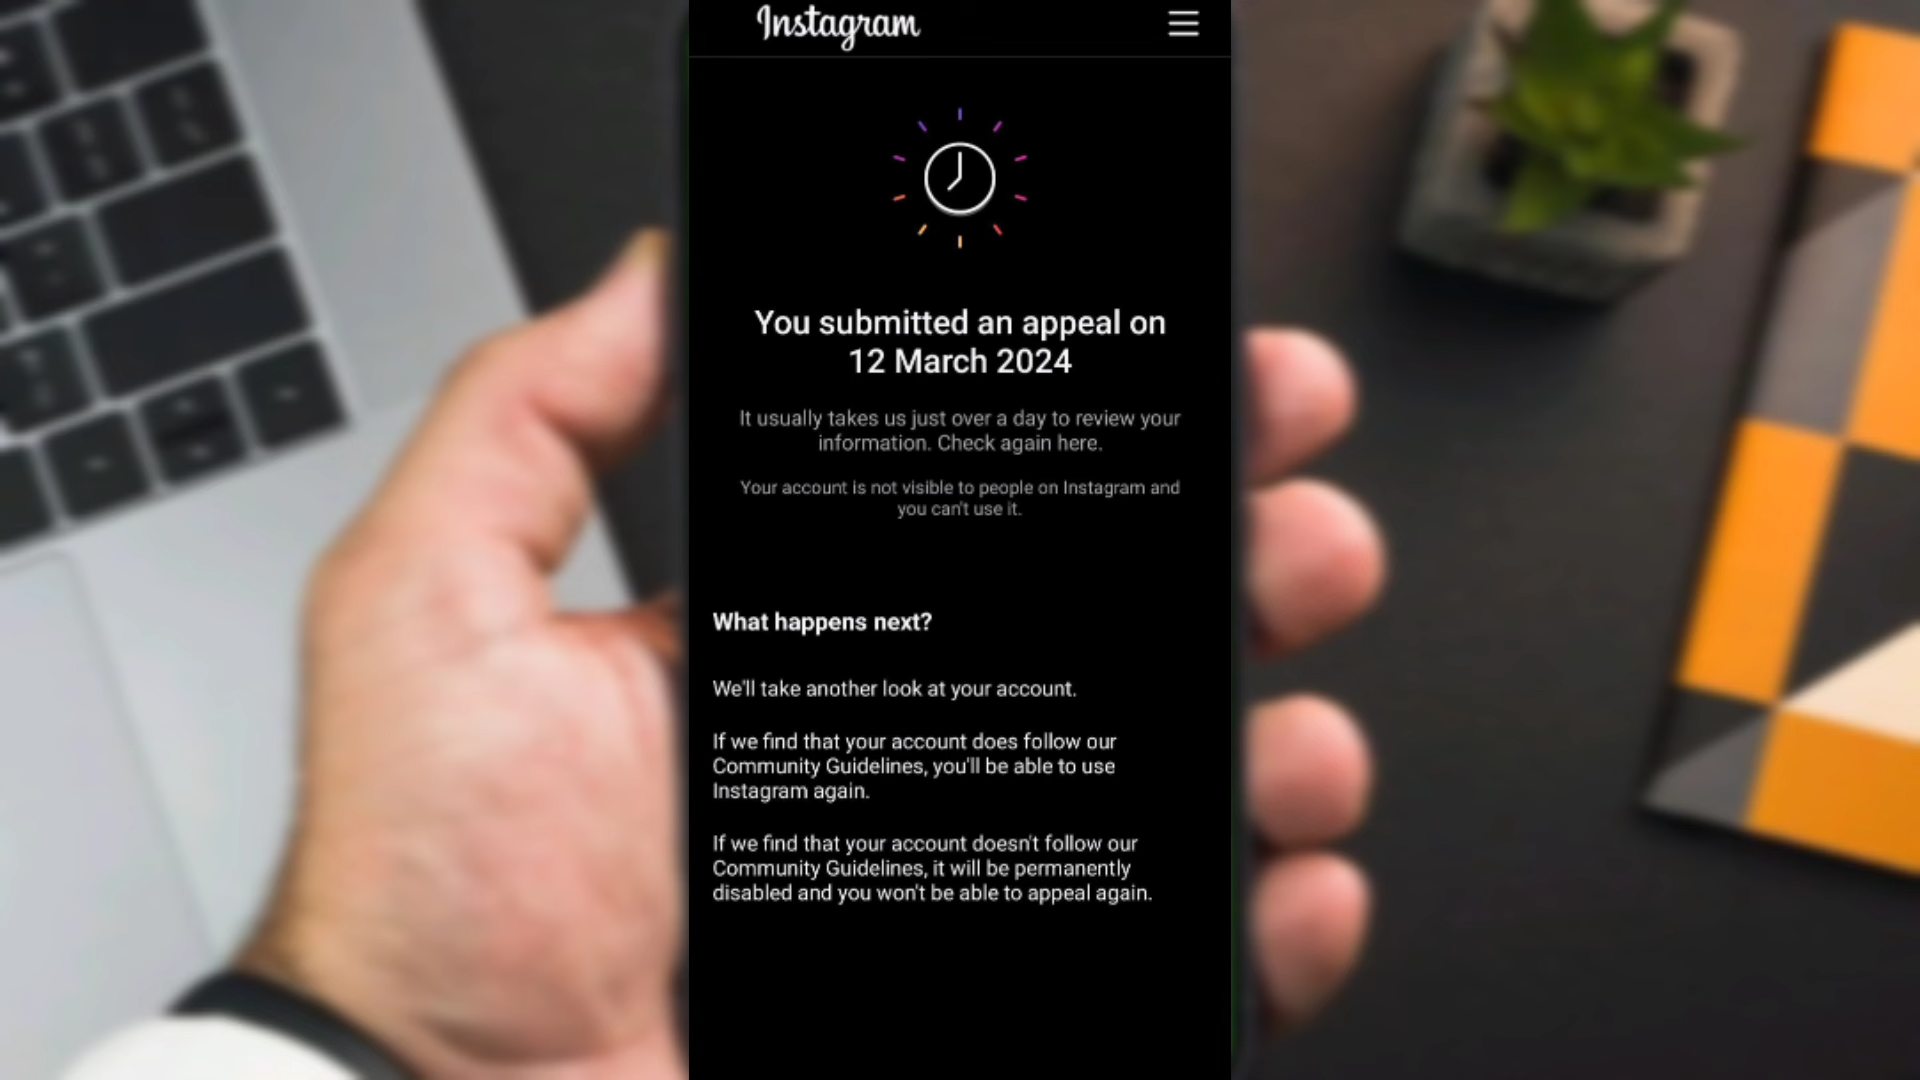 Instagram
You submitted an appeal on
12 March 2024
It usually takes us just over a day to review your
information. Check again here.
Your account is not visible to people on Instagram and
you can't use it.
What happens next?
We'll take another look at your account.
If we find that your account does follow our
Community Guidelines, you'll be able to use
Instagram again.
If we find that your account doesn't follow our
Community Guidelines, it will be permanently
disabled and you won't be able to appeal again.